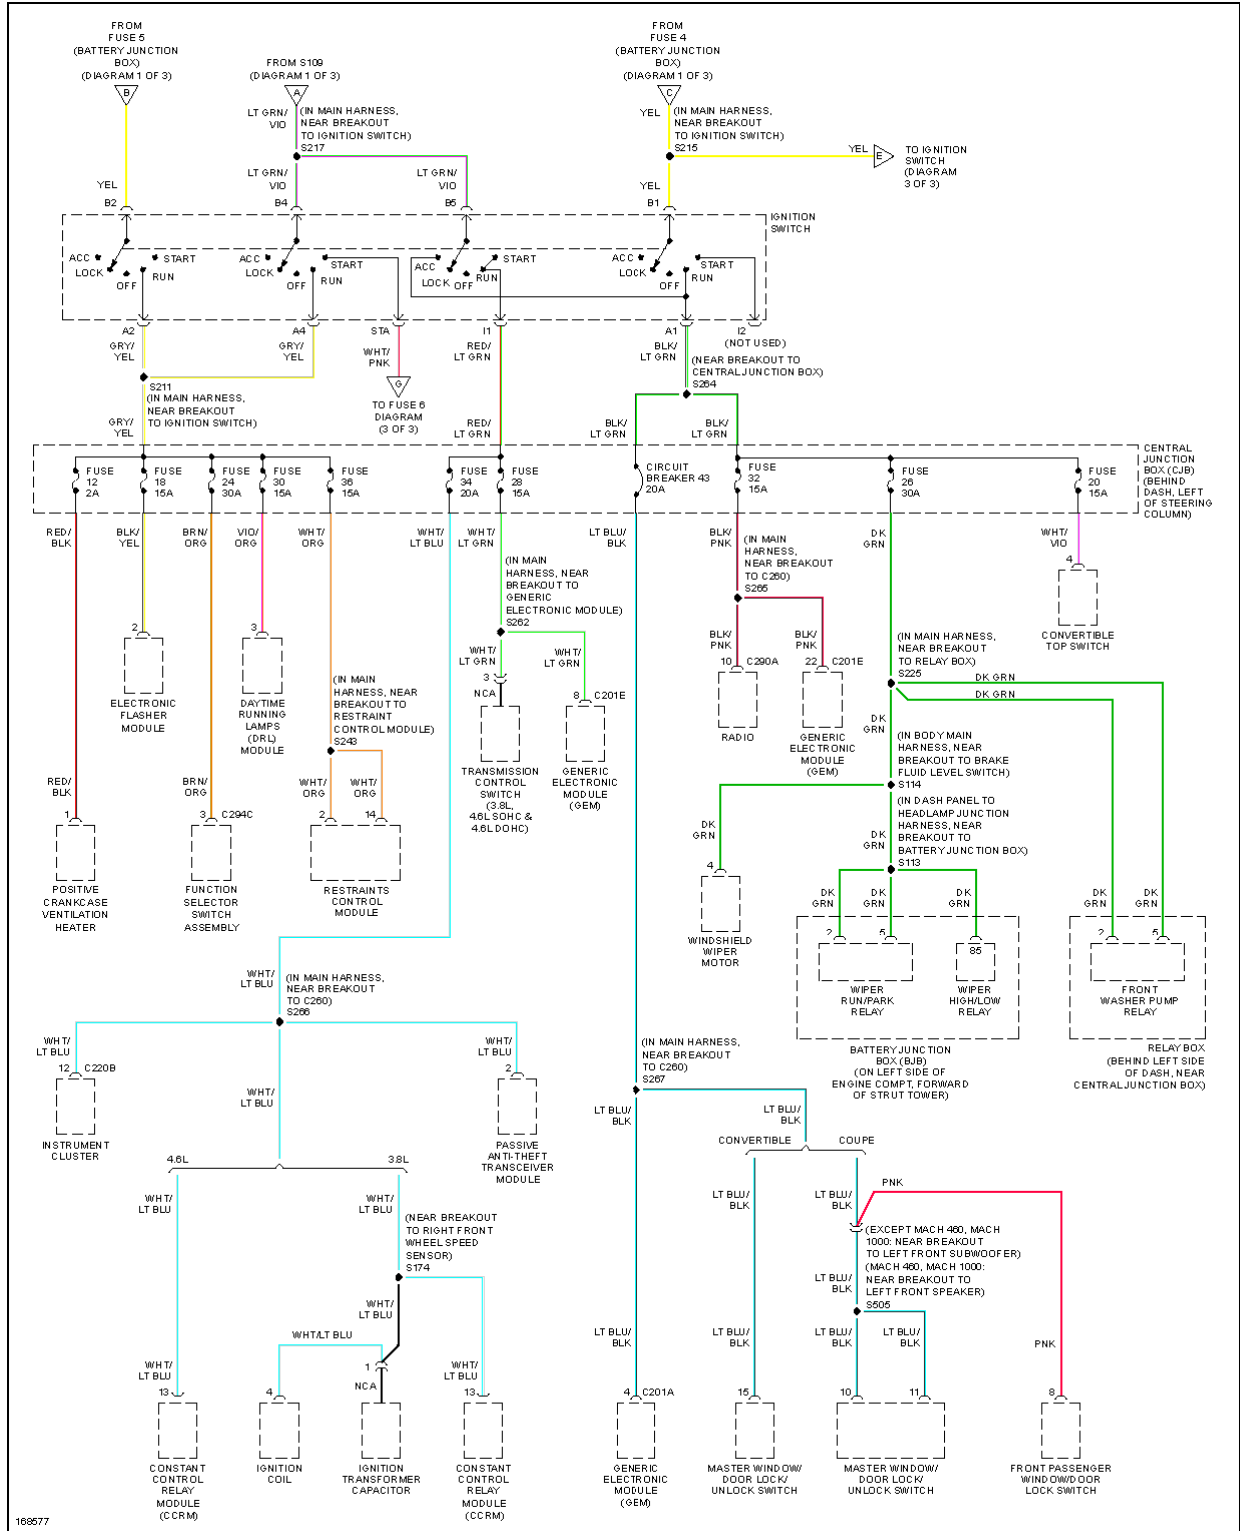 FROM
FUSE 5
(BATTERY JUNCTION
BOX)
(DIAGRAM 1 OF 3)
B
FROM S109
(DIAGRAM 1 OF 3)
A
FROM
FUSE 4
(BATTERY JUNCTION
BOX)
(DIAGRAM 1 OF 3)
C
LT GRN/
VIO
(IN MAIN HARNESS,
NEAR BREAKOUT
TO IGNITION SWITCH)
S217
YEL
(IN MAIN HARNESS,
NEAR BREAKOUT
TO IGNITION SWITCH)
S215
YEL
E
TO IGNITION
SWITCH
(DIAGRAM
3 OF 3)
YEL
B2
LT GRN/
VIO
B4
LT GRN/
VIO
B5
YEL
B1
IGNITION
SWITCH
ACC
LOCK
OFF
RUN
START
ACC
LOCK
OFF
RUN
START
ACC
LOCK
OFF
RUN
START
ACC
LOCK
OFF
RUN
START
A2
A4
STA
I1
A1
I2
(NOT USED)
GRY/
YEL
GRY/
YEL
WHT/
PNK
RED/
LT GRN
BLK/
LT GRN
(NEAR BREAKOUT TO
CENTRAL JUNCTION BOX)
S264
S211
(IN MAIN HARNESS,
NEAR BREAKOUT
TO IGNITION SWITCH)
G
TO FUSE 6
DIAGRAM
(3 OF 3)
GRY/
YEL
RED/
LT GRN
BLK/
LT GRN
BLK/
LT GRN
FUSE
12
2A
FUSE
18
15A
FUSE
24
30A
FUSE
30
15A
FUSE
36
15A
FUSE
34
20A
FUSE
28
15A
CIRCUIT
BREAKER 43
20A
FUSE
32
15A
FUSE
26
30A
FUSE
20
15A
CENTRAL
JUNCTION
BOX (CJB)
(BEHIND
DASH, LEFT
OF STEERING
COLUMN)
RED/
BLK
BLK/
YEL
BRN/
ORG
VIO/
ORG
WHT/
ORG
WHT/
LT BLU
WHT/
LT GRN
LT BLU/
BLK
BLK/
PNK
DK
GRN
WHT/
VIO
(IN MAIN
HARNESS, NEAR
BREAKOUT TO
GENERIC
ELECTRONIC MODULE)
S262
(IN MAIN
HARNESS,
NEAR BREAKOUT
TO C260)
S265
4
CONVERTIBLE
TOP SWITCH
2
ELECTRONIC
FLASHER
MODULE
3
DAYTIME
RUNNING
LAMPS
(DRL)
MODULE
(IN MAIN
HARNESS, NEAR
BREAKOUT TO
RESTRAINT
CONTROL MODULE)
S243
WHT/
LT GRN
3
NCA
TRANSMISSION
CONTROL
SWITCH
(3.8L,
4.6L SOHC &
4.6L DOHC)
WHT/
LT GRN
8 C201E
GENERIC
ELECTRONIC
MODULE
(GEM)
BLK/
PNK
10 C290A
RADIO
BLK/
PNK
22 C201E
GENERIC
ELECTRONIC
MODULE
(GEM)
(IN MAIN HARNESS,
NEAR BREAKOUT
TO RELAY BOX)
S225
DK GRN
DK GRN
DK
GRN
(IN BODY MAIN
HARNESS, NEAR
BREAKOUT TO BRAKE
FLUID LEVEL SWITCH)
S114
RED/
BLK
1
POSITIVE
CRANKCASE
VENTILATION
HEATER
BRN/
ORG
3 C294C
FUNCTION
SELECTOR
SWITCH
ASSEMBLY
WHT/
ORG
2
WHT/
ORG
14
RESTRAINTS
CONTROL
MODULE
DK
GRN
4
WINDSHIELD
WIPER
MOTOR
DK
GRN
(IN DASH PANEL TO
HEADLAMP JUNCTION
HARNESS, NEAR
BREAKOUT TO
BATTERY JUNCTION BOX)
S113
DK
GRN
DK
GRN
DK
GRN
2
5
85
WIPER
RUN/PARK
RELAY
WIPER
HIGH/LOW
RELAY
BATTERY JUNCTION
BOX (BJB)
(ON LEFT SIDE OF
ENGINE COMPT, FORWARD
OF STRUT TOWER)
DK
GRN
DK
GRN
2
5
FRONT
WASHER PUMP
RELAY
RELAY BOX
(BEHIND LEFT SIDE
OF DASH, NEAR
CENTRAL JUNCTION BOX)
WHT/
LT BLU
(IN MAIN HARNESS,
NEAR BREAKOUT
TO C260)
S266
WHT/
LT BLU
12 C220B
INSTRUMENT
CLUSTER
WHT/
LT BLU
WHT/
LT BLU
2
PASSIVE
ANTI-THEFT
TRANSCEIVER
MODULE
(IN MAIN HARNESS,
NEAR BREAKOUT
TO C260)
S267
LT BLU/
BLK
LT BLU/
BLK
CONVERTIBLE
COUPE
4.6L
3.8L
WHT/
LT BLU
WHT/
LT BLU
(NEAR BREAKOUT
TO RIGHT FRONT
WHEEL SPEED
SENSOR)
S174
LT BLU/
BLK
LT BLU/
BLK
PNK
(EXCEPT MACH 460, MACH
1000: NEAR BREAKOUT
TO LEFT FRONT SUBWOOFER)
(MACH 460, MACH 1000:
NEAR BREAKOUT TO
LEFT FRONT SPEAKER)
S505
LT BLU/
BLK
WHT/
LT BLU
WHT/LT BLU
WHT/
LT BLU
13
CONSTANT
CONTROL
RELAY
MODULE
(CCRM)
4
IGNITION
COIL
1
NCA
IGNITION
TRANSFORMER
CAPACITOR
WHT/
LT BLU
13
CONSTANT
CONTROL
RELAY
MODULE
(CCRM)
LT BLU/
BLK
4 C201A
GENERIC
ELECTRONIC
MODULE
(GEM)
LT BLU/
BLK
15
MASTER WINDOW/
DOOR LOCK/
UNLOCK SWITCH
LT BLU/
BLK
10
LT BLU/
BLK
11
MASTER WINDOW/
DOOR LOCK/
UNLOCK SWITCH
PNK
8
FRONT PASSENGER
WINDOW/DOOR
LOCK SWITCH
168577